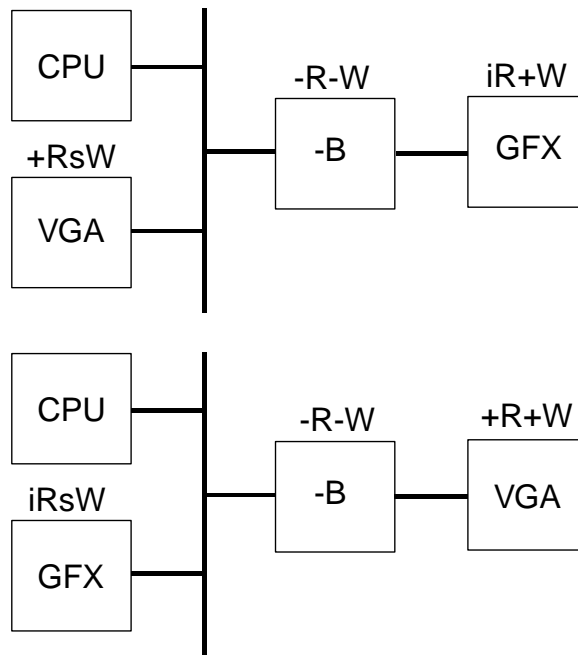 CPU
-R-W
iR+W
-B
GFX
+RsW
VGA
CPU
-R-W
+R+W
-B
VGA
iRsW
GFX